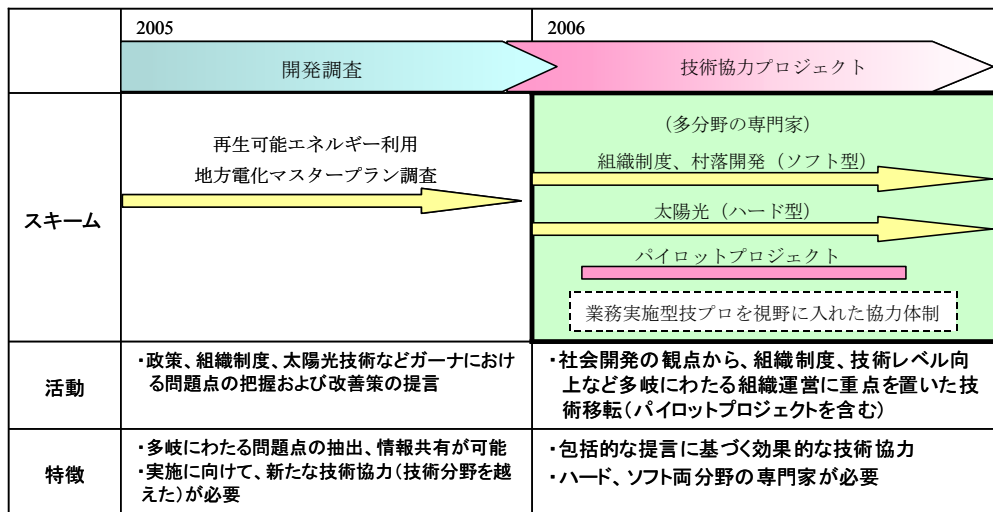 2005
2006
開発調査
技術協力プロジェクト
スキーム
再生可能エネルギー利用
地方電化マスタープラン調査
(多分野の専門家)
組織制度、村落開発(ソフト型)
太陽光(ハード型)
パイロットプロジェクト
業務実施型技プロを視野に入れた協力体制
活動
・政策、組織制度、太陽光技術などガーナにおけ
る問題点の把握および改善策の提言
・社会開発の観点から、組織制度、技術レベル向
上など多岐にわたる組織運営に重点を置いた技
術移転(パイロットプロジェクトを含む)
特徴
・多岐にわたる問題点の抽出、情報共有が可能
・実施に向けて、新たな技術協力(技術分野を越
えた)が必要
・包括的な提言に基づく効果的な技術協力
・ハード、ソフト両分野の専門家が必要